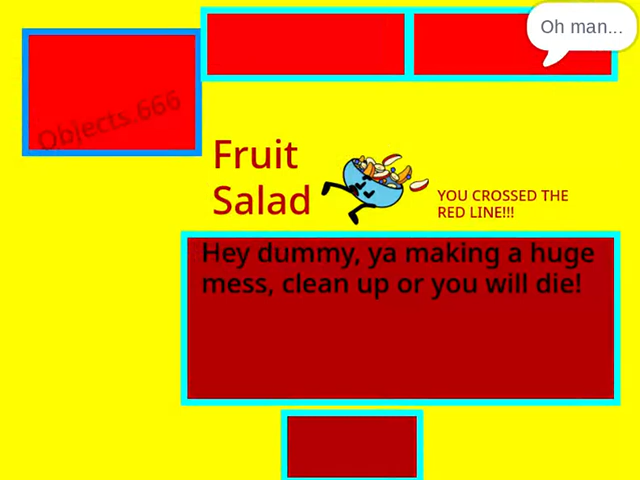 Oh man...
Objects.666
Fruit
Salad
YOU CROSSED THE
RED LINE!!!
Hey dummy, ya making a huge
mess, clean up or you will die!